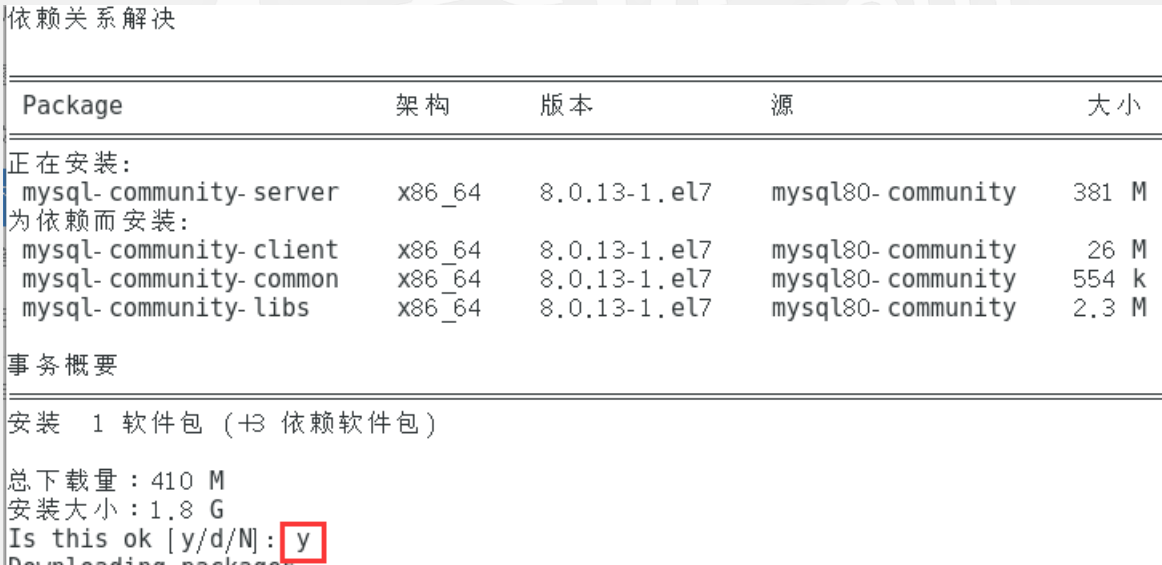 依赖关系解决
Package 架构 版本 源 大小
正在安装:
mysql-community-server x86_64 8.0.13-1.el7 mysql80-community 381 M
为依赖而安装:
mysql-community-client x86_64 8.0.13-1.el7 mysql80-community 26 M
mysql-community-common x86_64 8.0.13-1.el7 mysql80-community 554 k
mysql-community-libs x86_64 8.0.13-1.el7 mysql80-community 2.3 M
事务概要
安装 1 软件包 (+3 依赖软件包)
总下载量：410 M
安装大小：1.8 G
Is this ok [y/d/N]: y
Downloading packages